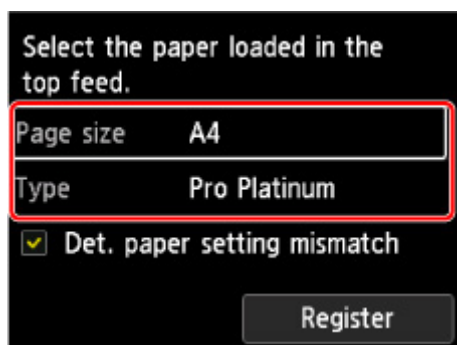 Select the paper loaded in the
top feed.
Page size A4
Type Pro Platinum
Det. paper setting mismatch
Register